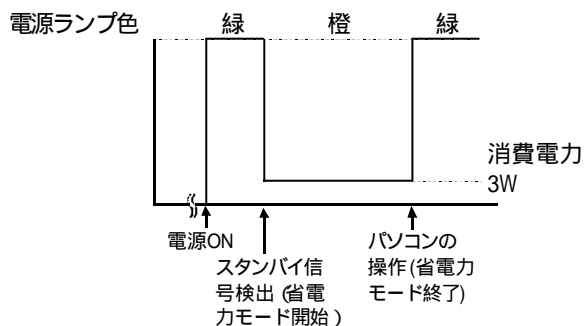 電源ランプ色 緑 橙 緑
消費電力
3W
電源ON
スタンバイ信
号検出(省電
力モード開始)
パソコンの
操作(省電力
モード終了)